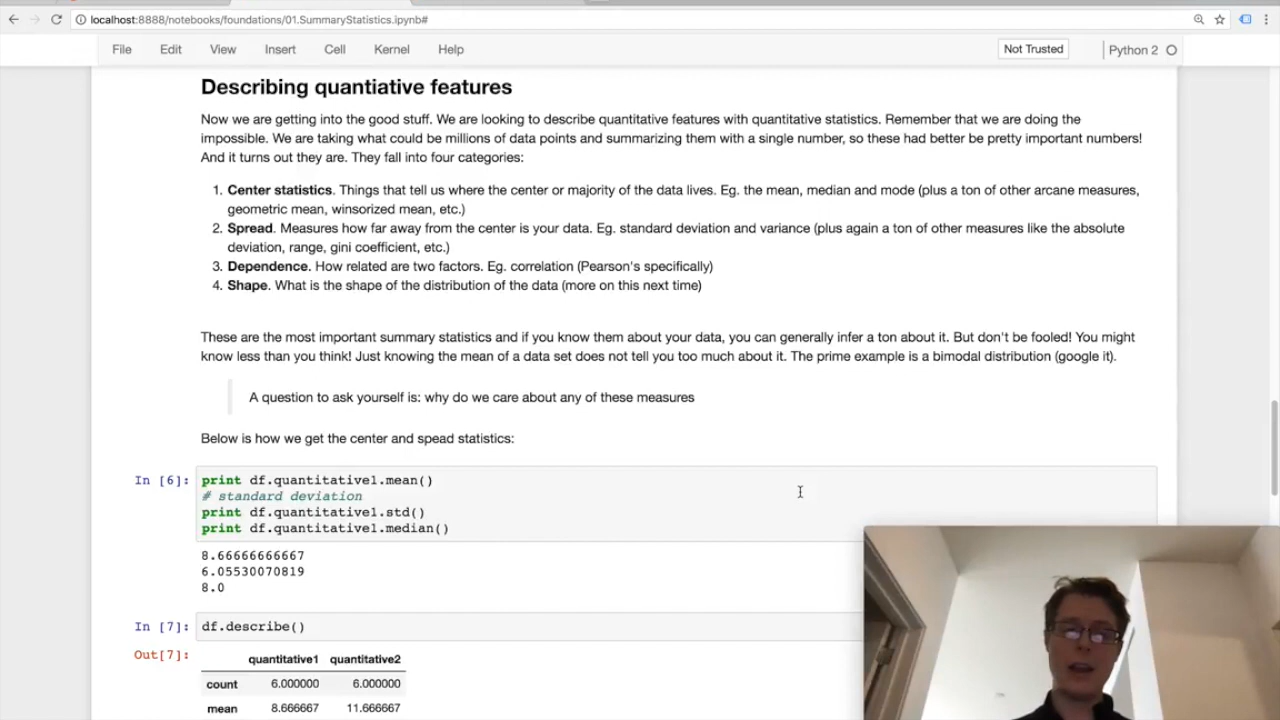 localhost:8888/notebooks/foundations/01.SummaryStatistics.ipynb#
File Edit View Insert Cell Kernel Help Not Trusted Python 2
Describing quantiative features
Now we are getting into the good stuff. We are looking to describe quantitative features with quantitative statistics. Remember that we are doing the
impossible. We are taking what could be millions of data points and summarizing them with a single number, so these had better be pretty important numbers!
And it turns out they are. They fall into four categories:
1. Center statistics. Things that tell us where the center or majority of the data lives. Eg. the mean, median and mode (plus a ton of other arcane measures,
geometric mean, winsorized mean, etc.)
2. Spread. Measures how far away from the center is your data. Eg. standard deviation and variance (plus again a ton of other measures like the absolute
deviation, range, gini coefficient, etc.)
3. Dependence. How related are two factors. Eg. correlation (Pearson's specifically)
4. Shape. What is the shape of the distribution of the data (more on this next time)
These are the most important summary statistics and if you know them about your data, you can generally infer a ton about it. But don't be fooled! You might
know less than you think! Just knowing the mean of a data set does not tell you too much about it. The prime example is a bimodal distribution (google it).
A question to ask yourself is: why do we care about any of these measures
Below is how we get the center and spead statistics:
In [6]: print df.quantitative1.mean()
# standard deviation
print df.quantitative1.std()
print df.quantitative1.median()
8.66666666667
6.05530070819
8.0
In [7]: df.describe()
Out[7]:
quantitative1 quantitative2
count 6.000000 6.000000
mean 8.666667 11.666667